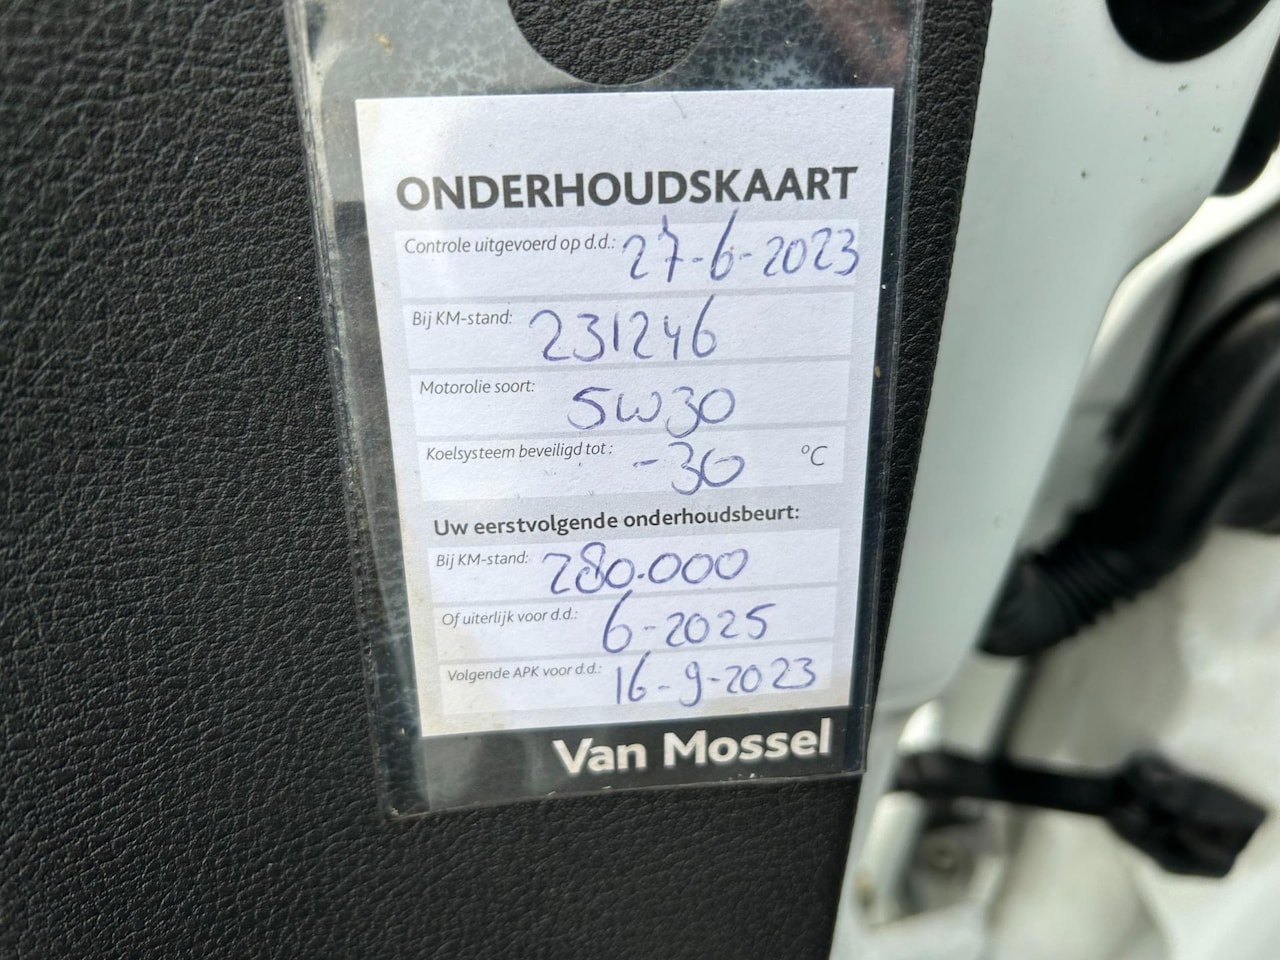 ONDERHOUDSKAART
Controle uitgevoerd op d.d.: 27-6-2023
Bij KM-stand: 231246
Motorolie soort: 5W30
Koelsysteem beveiligd tot: -30 °C
Uw eerstvolgende onderhoudsbeurt:
Bij KM-stand: 280.000
Of uiterlijk voor d.d.: 6-2025
Volgende APK voor d.d.: 16-9-2023
Van Mossel